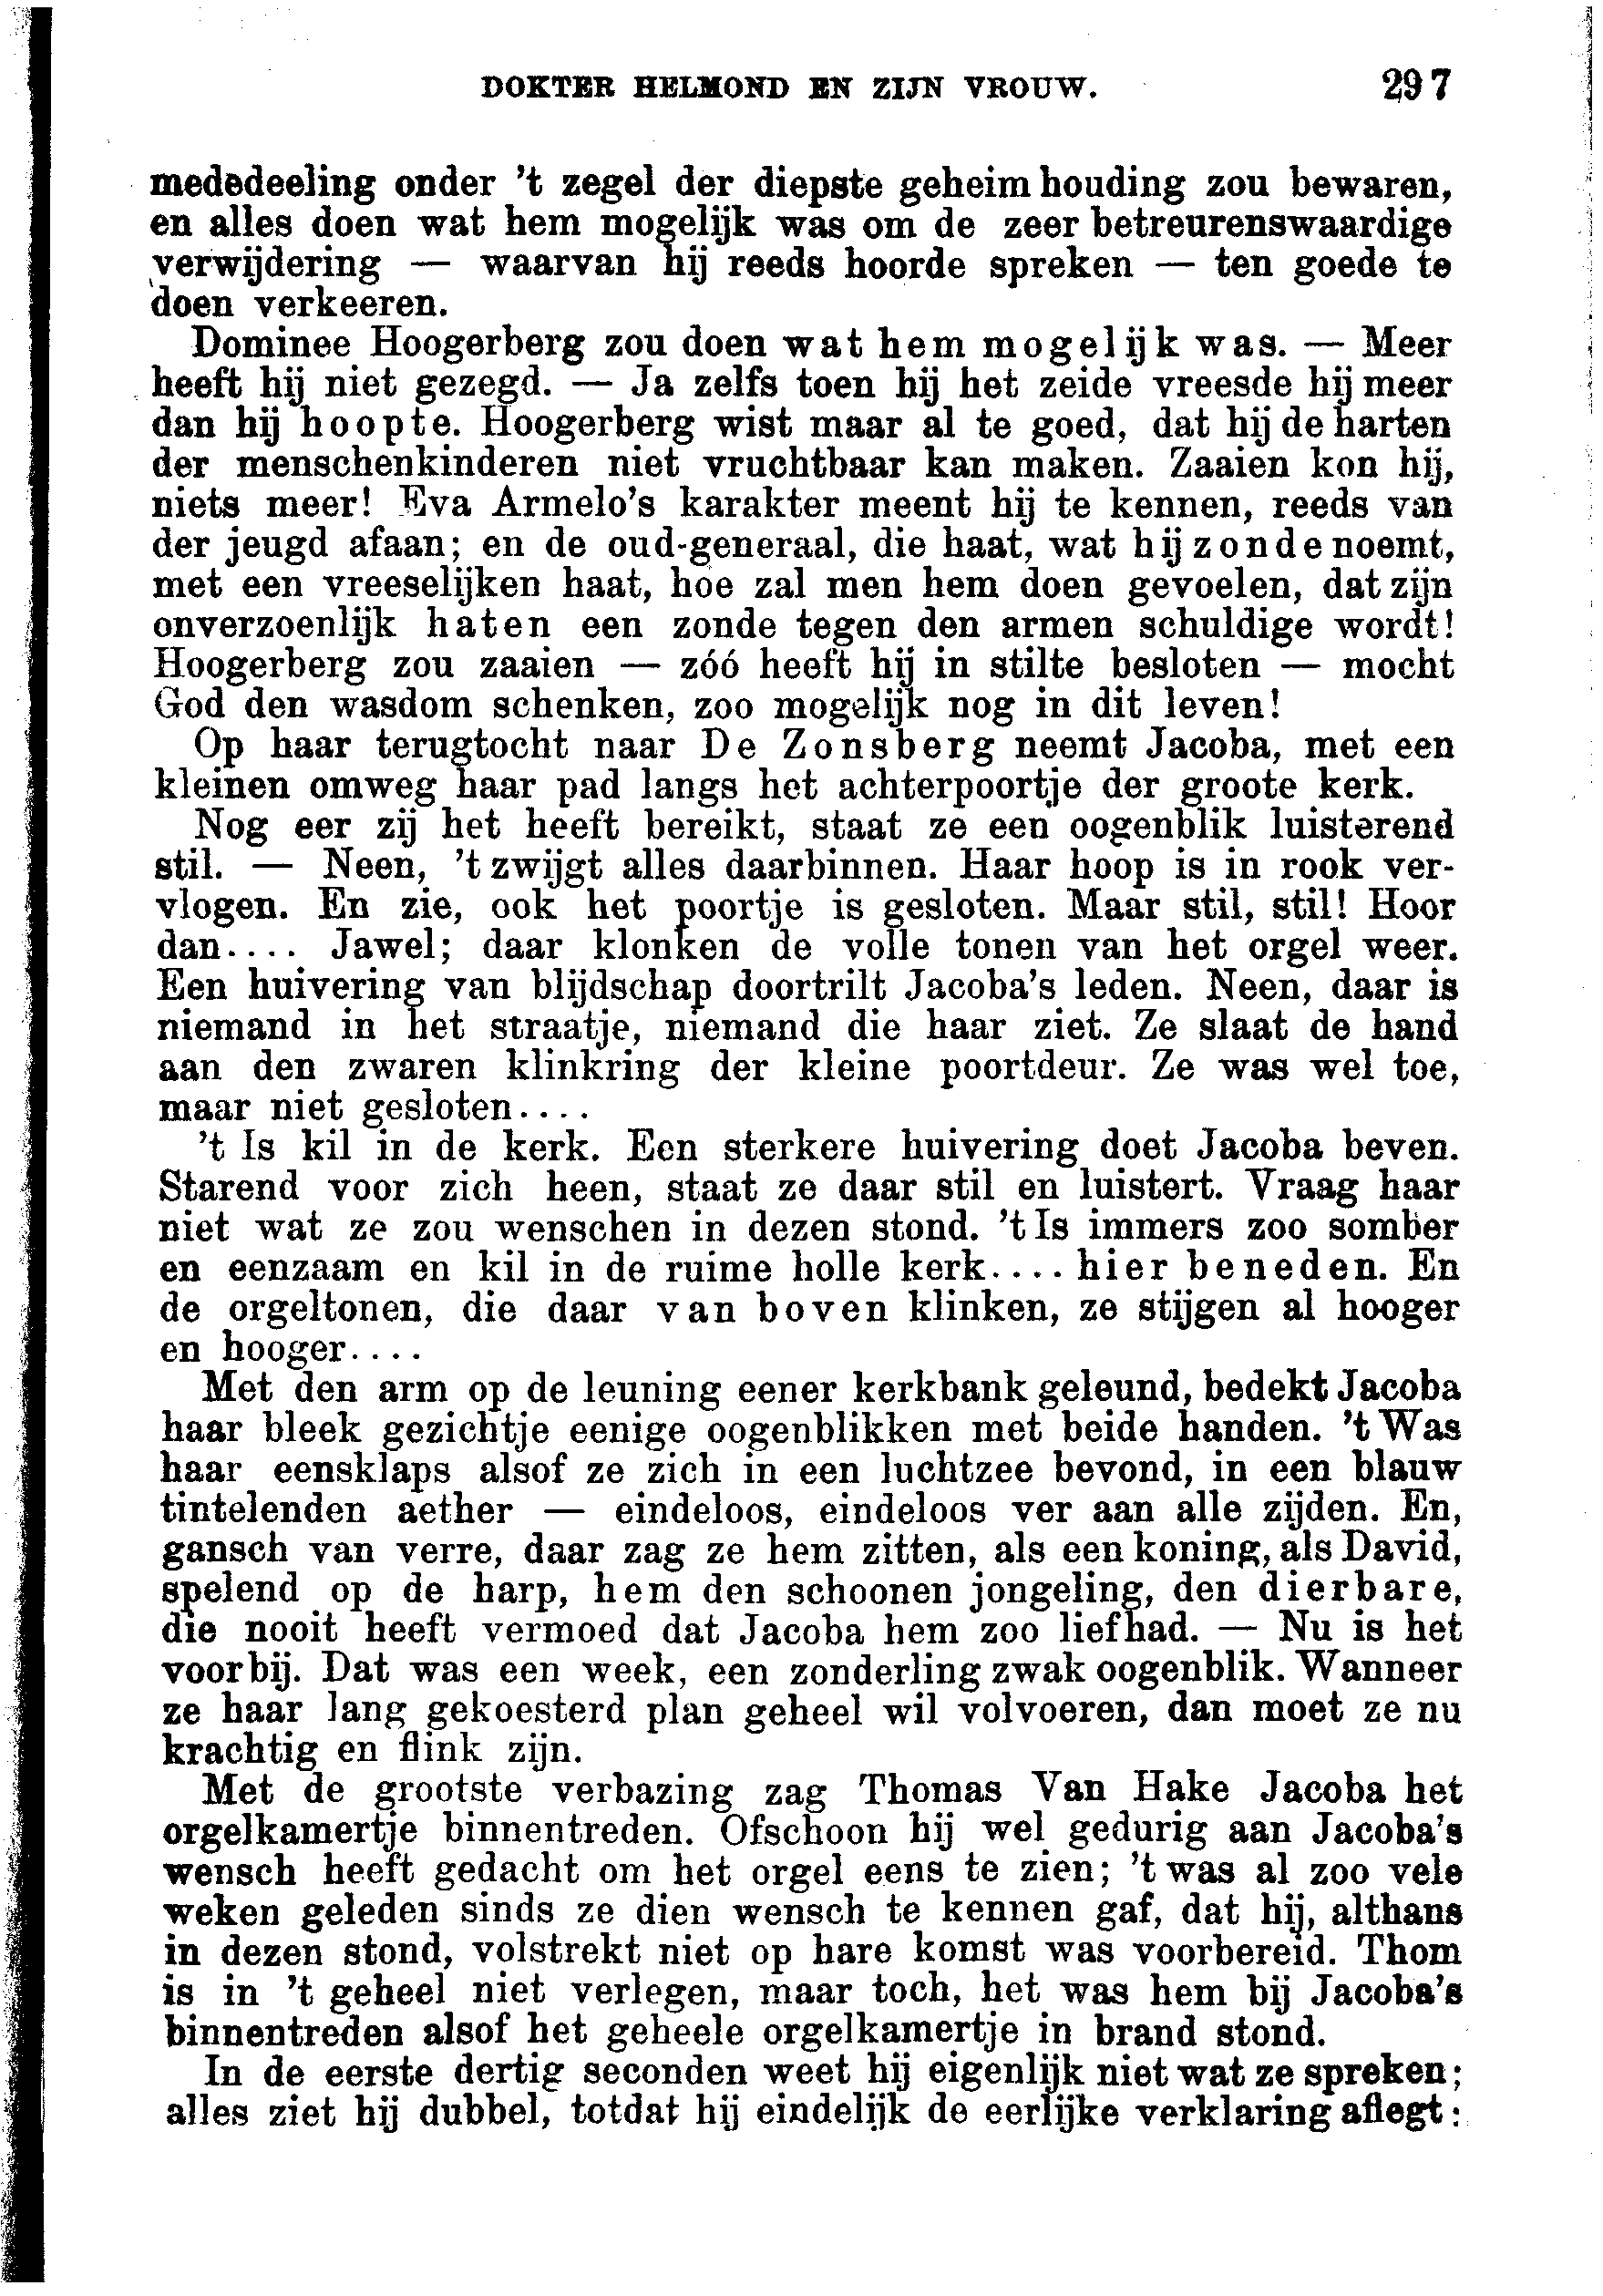 DOKTER HELMOND EN ZIJN VROUW. 297
mededeeling onder 't zegel der diepste geheimhouding zou bewaren,
en alles doen wat hem mogelijk was om de zeer betreurenswaardige
verwijdering — waarvan hij reeds hoorde spreken — ten goede te
doen verkeeren.
Dominee Hoogerberg zou doen wat hem mogelijk was. — Meer
heeft hij niet gezegd. — Ja zelfs toen hij het zeide vreesde hij meer
dan hij hoopte. Hoogerberg wist maar al te goed, dat hij de harten
der menschenkinderen niet vruchtbaar kan maken. Zaaien kon hij,
niets meer! Eva Armelo's karakter meent hij te kennen, reeds van
der jeugd afaan; en de oud-generaal, die haat, wat hij zonde noemt,
met een vreeselijken haat, hoe zal men hem doen gevoelen, dat zijn
onverzoenlijk haten een zonde tegen den armen schuldige wordt!
Hoogerberg zou zaaien — zóó heeft hij in stilte besloten — mocht
God den wasdom schenken, zoo mogelijk nog in dit leven!
Op haar terugtocht naar De Zonsberg neemt Jacoba, met een
kleinen omweg haar pad langs het achterpoortje der groote kerk.
Nog eer zij het heeft bereikt, staat ze een oogenblik luisterend
stil. — Neen, 't zwijgt alles daarbinnen. Haar hoop is in rook ver-
vlogen. En zie, ook het poortje is gesloten. Maar stil, stil! Hoor
dan.... Jawel; daar klonken de volle tonen van het orgel weer.
Een huivering van blijdschap doortrilt Jacoba's leden. Neen, daar is
niemand in het straatje, niemand die haar ziet. Ze slaat de hand
aan den zwaren klinkring der kleine poortdeur. Ze was wel toe,
maar niet gesloten....
't Is kil in de kerk. Een sterkere huivering doet Jacoba beven.
Starend voor zich heen, staat ze daar stil en luistert. Vraag haar
niet wat ze zou wenschen in dezen stond. 't Is immers zoo somber
en eenzaam en kil in de ruime holle kerk.... hier beneden. En
de orgeltonen, die daar van boven klinken, ze stijgen al hooger
en hooger....
Met den arm op de leuning eener kerkbank geleund, bedekt Jacoba
haar bleek gezichtje eenige oogenblikken met beide handen. 't Was
haar eensklaps alsof ze zich in een luchtzee bevond, in een blauw
tintelenden aether — eindeloos, eindeloos ver aan alle zijden. En,
gansch van verre, daar zag ze hem zitten, als een koning, als David,
spelend op de harp, hem den schoonen jongeling, den dierbare,
die nooit heeft vermoed dat Jacoba hem zoo liefhad. — Nu is het
voorbij. Dat was een week, een zonderling zwak oogenblik. Wanneer
ze haar lang gekoesterd plan geheel wil volvoeren, dan moet ze nu
krachtig en flink zijn.
Met de grootste verbazing zag Thomas Van Hake Jacoba het
orgelkamertje binnentreden. Ofschoon hij wel gedurig aan Jacoba's
wensch heeft gedacht om het orgel eens te zien; 't was al zoo vele
weken geleden sinds ze dien wensch te kennen gaf, dat hij, althans
in dezen stond, volstrekt niet op hare komst was voorbereid. Thom
is in 't geheel niet verlegen, maar toch, het was hem bij Jacoba's
binnentreden alsof het geheele orgelkamertje in brand stond.
In de eerste dertig seconden weet hij eigenlijk niet wat ze spreken;
alles ziet hij dubbel, totdat hij eindelijk de eerlijke verklaring aflegt: